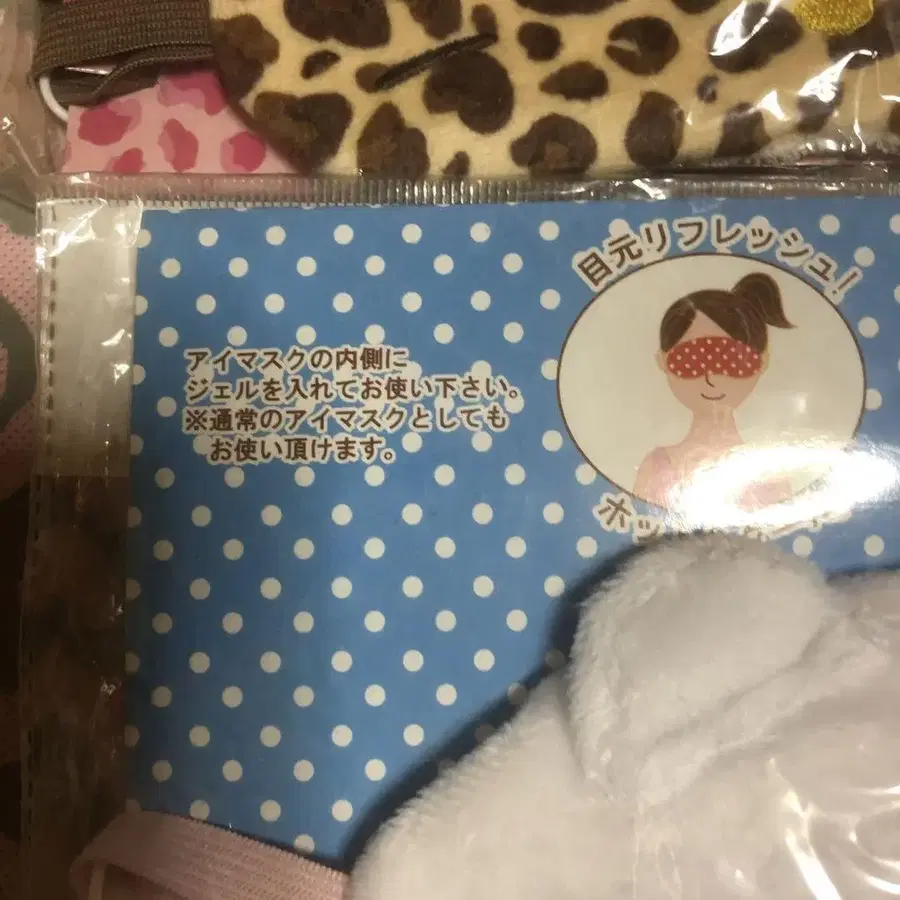 目元リフレッシュ!
アイマスクの内側に
ジェルを入れてお使い下さい。
※通常のアイマスクとしても
お使い頂けます。
ホッ